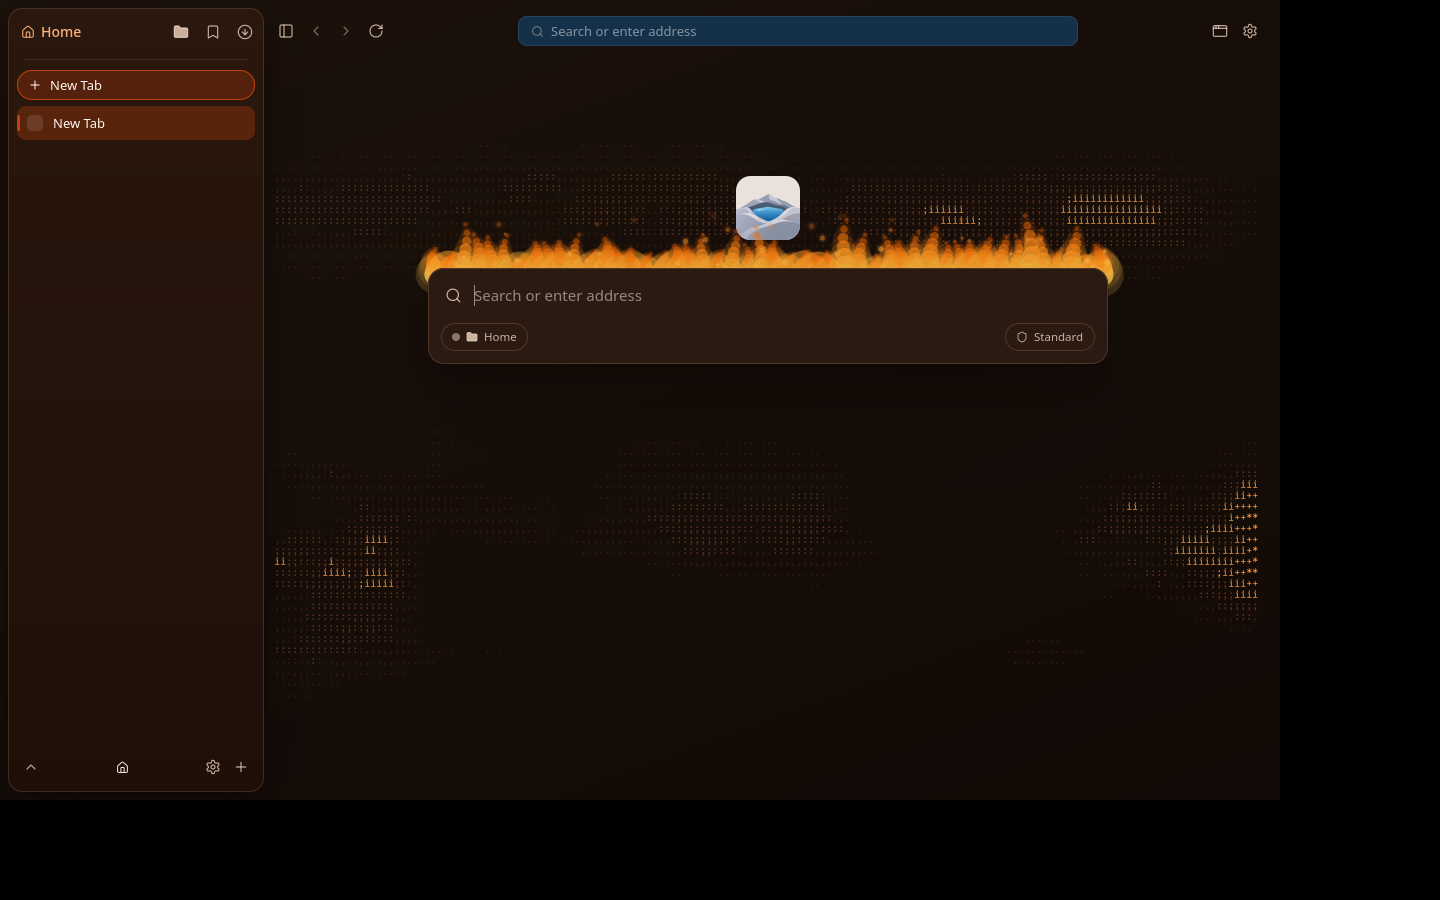 Home
Search or enter address
New Tab
New Tab
Search or enter address
Home
Standard